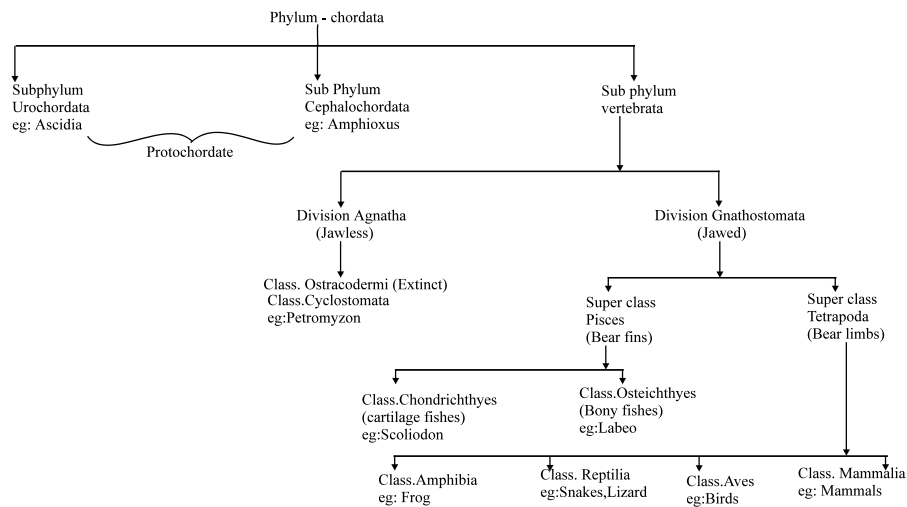 Phylum - chordata
Subphylum
Urochordata
eg: Ascidia
Sub Phylum
Cephalochordata
eg: Amphioxus
Sub phylum
vertebrata
Protochordate
Division Agnatha
(Jawless)
Division Gnathostomata
(Jawed)
Class. Ostracodermi (Extinct)
Class.Cyclostomata
eg:Petromyzon
Super class
Pisces
(Bear fins)
Super class
Tetrapoda
(Bear limbs)
Class.Chondrichthyes
(cartilage fishes)
eg:Scoliodon
Class.Osteichthyes
(Bony fishes)
eg:Labeo
Class.Amphibia
eg: Frog
Class. Reptilia
eg:Snakes,Lizard
Class.Aves
eg:Birds
Class. Mammalia
eg: Mammals